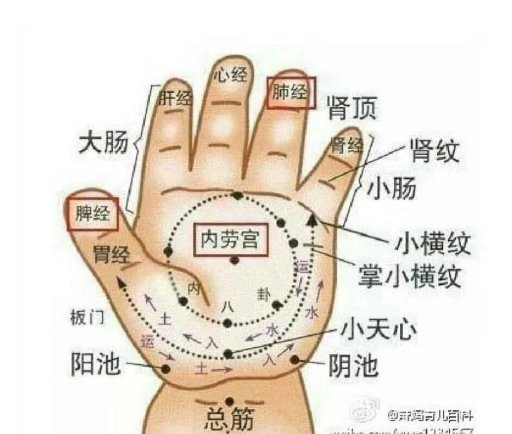 心经
肝经
肺经
肾顶
大肠
肾经
肾纹
小肠
脾经
内劳宫
胃经
小横纹
运
掌小横纹
内
八
卦
板门
土
水
水
小天心
运
入
阳池
土
入
阴池
总筋